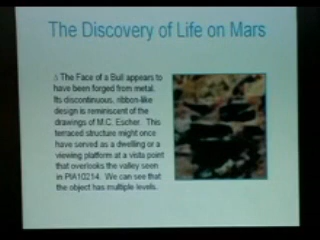 The Discovery of Life on Mars
The Face of a Bull appears to
have been forged from metal.
Its discontinuous, ribbon-like
design is reminiscent of the
drawings of M.C. Escher. This
terraced structure might once
have served as a dwelling or a
viewing platform at a vista point
that overlooks the valley seen
in PIA10214. We can see that
the object has multiple levels.